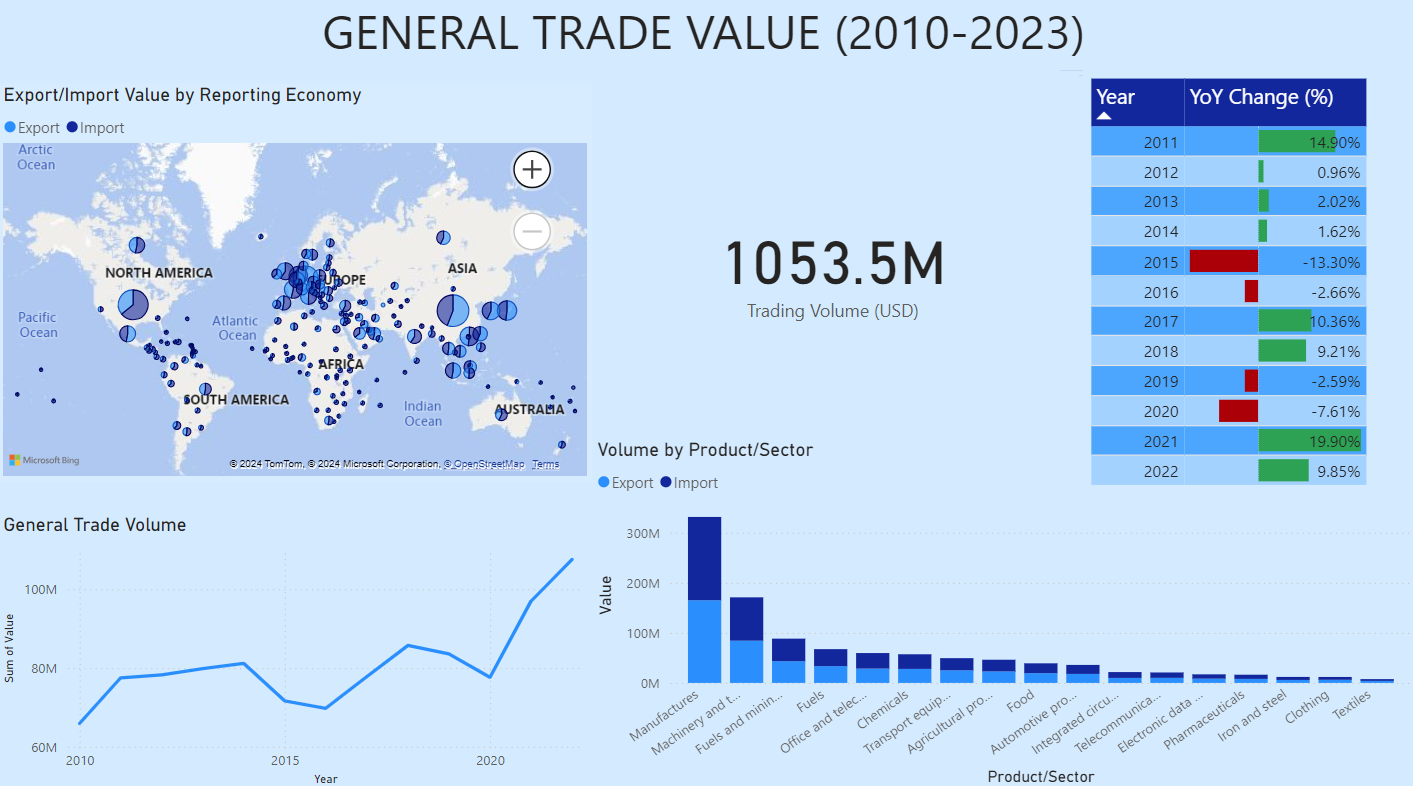 GENERAL TRADE VALUE (2010-2023)
Export/Import Value by Reporting Economy
Export Import
Arctic
Ocean
NORTH AMERICA
EUROPE
ASIA
Pacific
Ocean
Atlantic
Ocean
AFRICA
SOUTH AMERICA
Indian
Ocean
AUSTRALIA
Microsoft Bing
© 2024 TomTom, © 2024 Microsoft Corporation, © OpenStreetMap Terms
1053.5M
Trading Volume (USD)
Year YoY Change (%)
2011 14.90%
2012 0.96%
2013 2.02%
2014 1.62%
2015 -13.30%
2016 -2.66%
2017 10.36%
2018 9.21%
2019 -2.59%
2020 -7.61%
2021 19.90%
2022 9.85%
General Trade Volume
Sum of Value
100M
80M
60M
2010 2015 2020
Year
Volume by Product/Sector
Export Import
Value
300M
200M
100M
0M
Manufactures
Machinery and t...
Fuels and minin...
Fuels
Office and telec...
Chemicals
Transport equip...
Agricultural pro...
Food
Automotive pro...
Integrated circu...
Telecommunica...
Electronic data ...
Pharmaceuticals
Iron and steel
Clothing
Textiles
Product/Sector